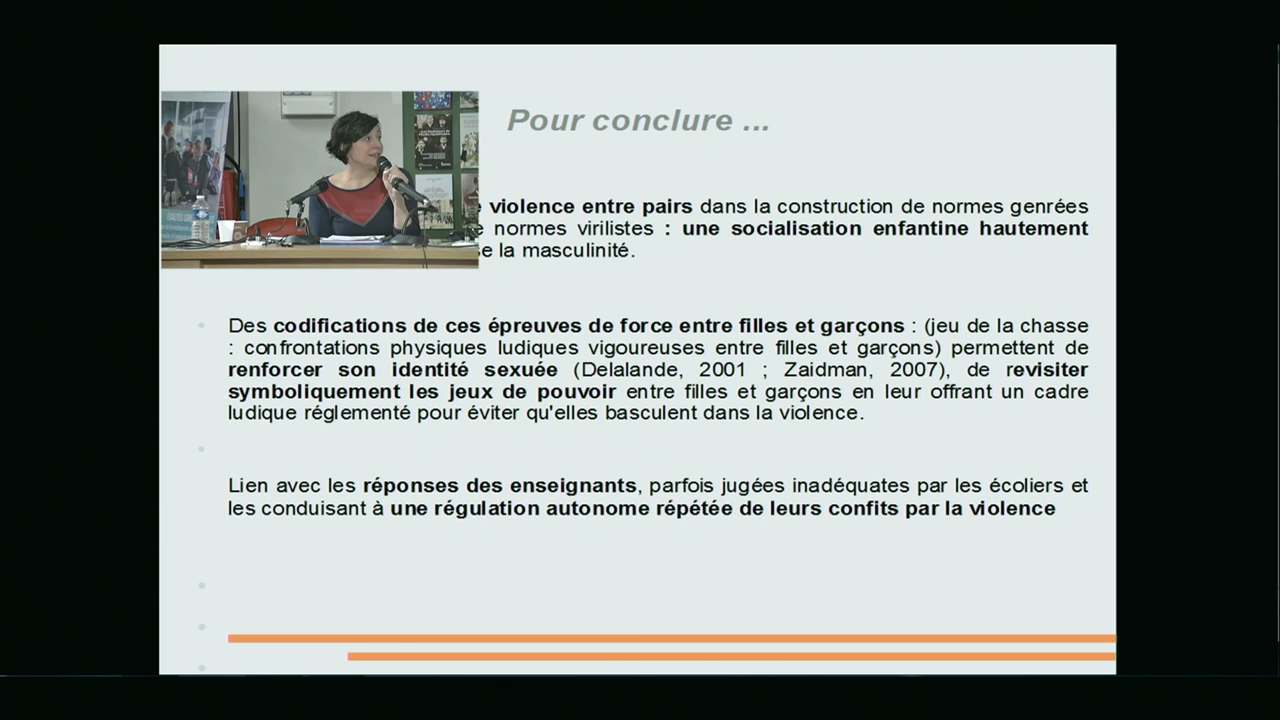 Pour conclure ...
violence entre pairs dans la construction de normes genrées
normes virilistes : une socialisation enfantine hautement
la masculinité.
Des codifications de ces épreuves de force entre filles et garçons : (jeu de la chasse
: confrontations physiques ludiques vigoureuses entre filles et garçons) permettent de
renforcer son identité sexuée (Delalande, 2001 ; Zaidman, 2007), de revisiter
symboliquement les jeux de pouvoir entre filles et garçons en leur offrant un cadre
ludique réglementé pour éviter qu'elles basculent dans la violence.
Lien avec les réponses des enseignants, parfois jugées inadéquates par les écoliers et
les conduisant à une régulation autonome répétée de leurs confits par la violence